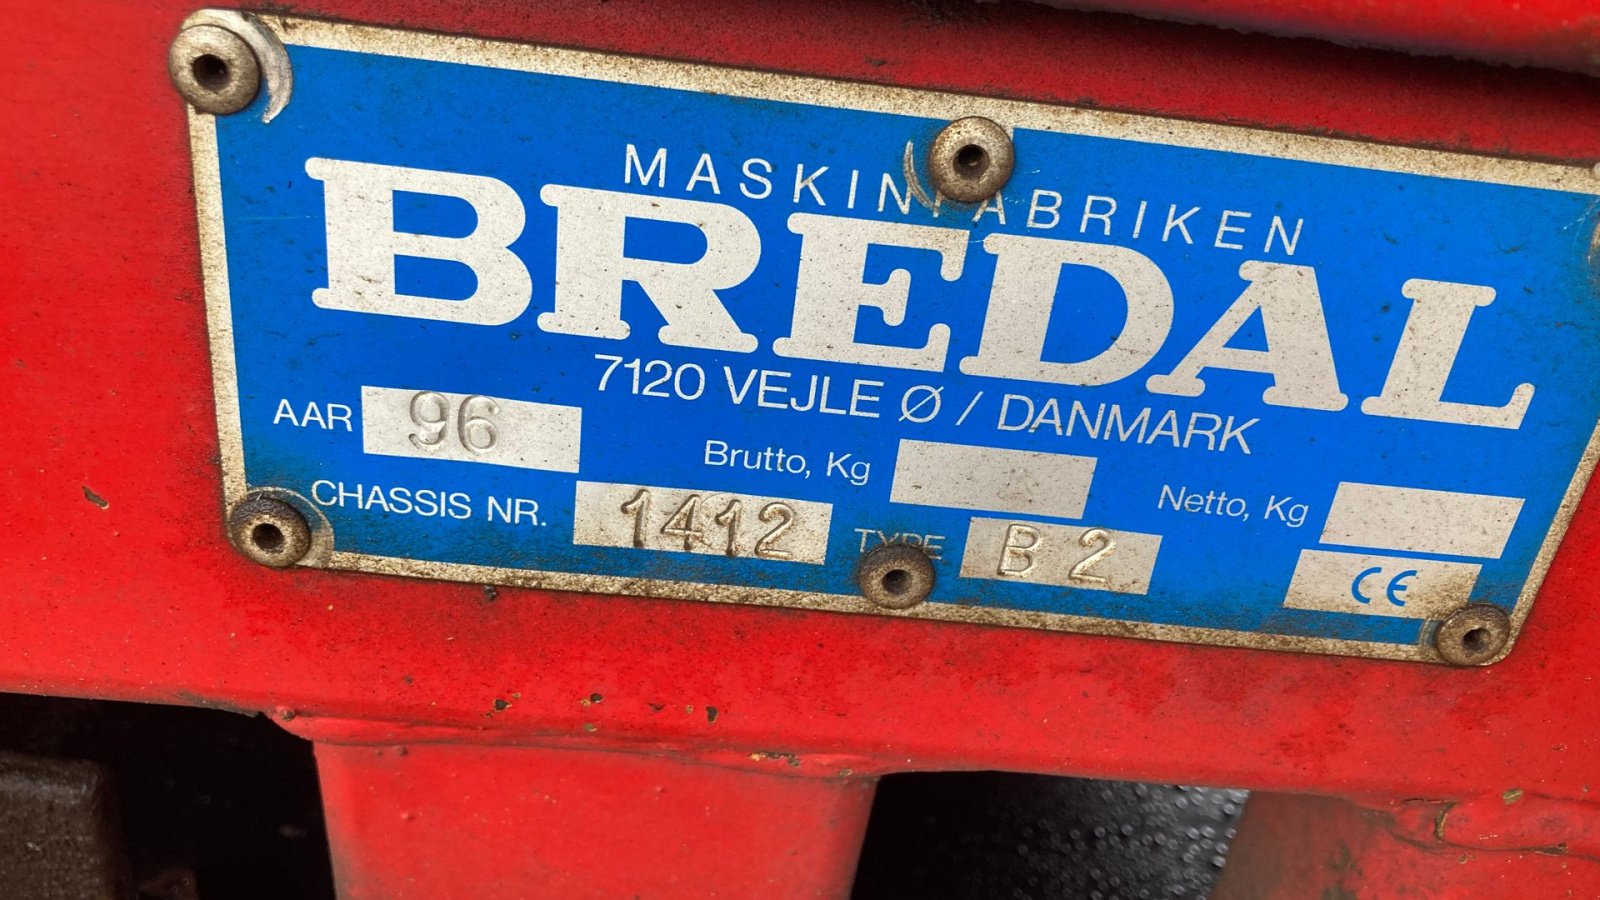 MASKINFABRIKEN
BREDAL
7120 VEJLE Ø / DANMARK
AAR 96
Brutto, Kg
Netto, Kg
CHASSIS NR. 1412 TYPE B 2
CE